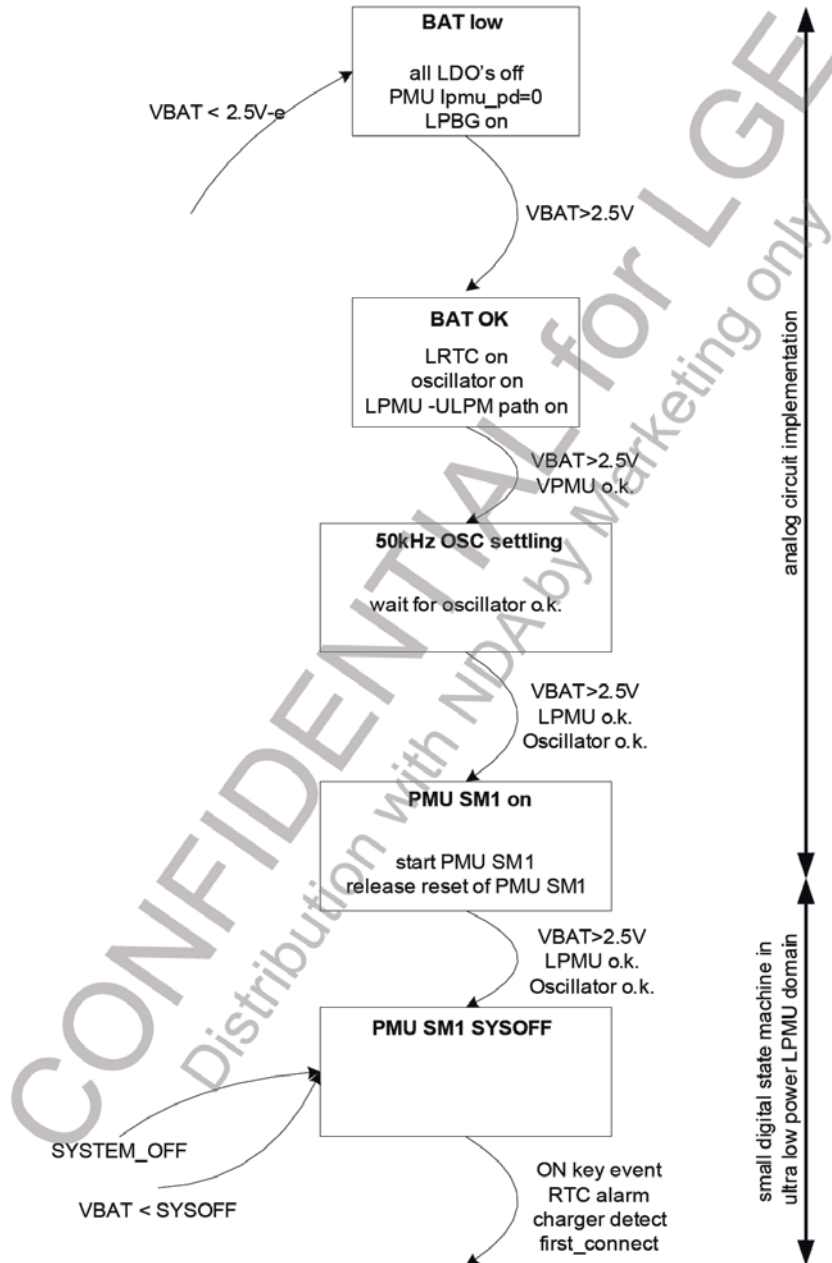 BAT low
all LDO's off
PMU lpmu_pd=0
LPBG on
VBAT < 2.5V-e
VBAT>2.5V
BAT OK
LRTC on
oscillator on
LPMU -ULPM path on
VBAT>2.5V
VPMU o.k.
50kHz OSC settling
wait for oscillator o.k.
VBAT>2.5V
LPMU o.k.
Oscillator o.k.
PMU SM1 on
start PMU SM1
release reset of PMU SM1
VBAT>2.5V
LPMU o.k.
Oscillator o.k.
PMU SM1 SYSOFF
SYSTEM_OFF
VBAT < SYSOFF
ON key event
RTC alarm
charger detect
first_connect
analog circuit implementation
small digital state machine in
ultra low power LPMU domain
CONFIDENTIAL for LGE
Distribution with NDA by Marketing only